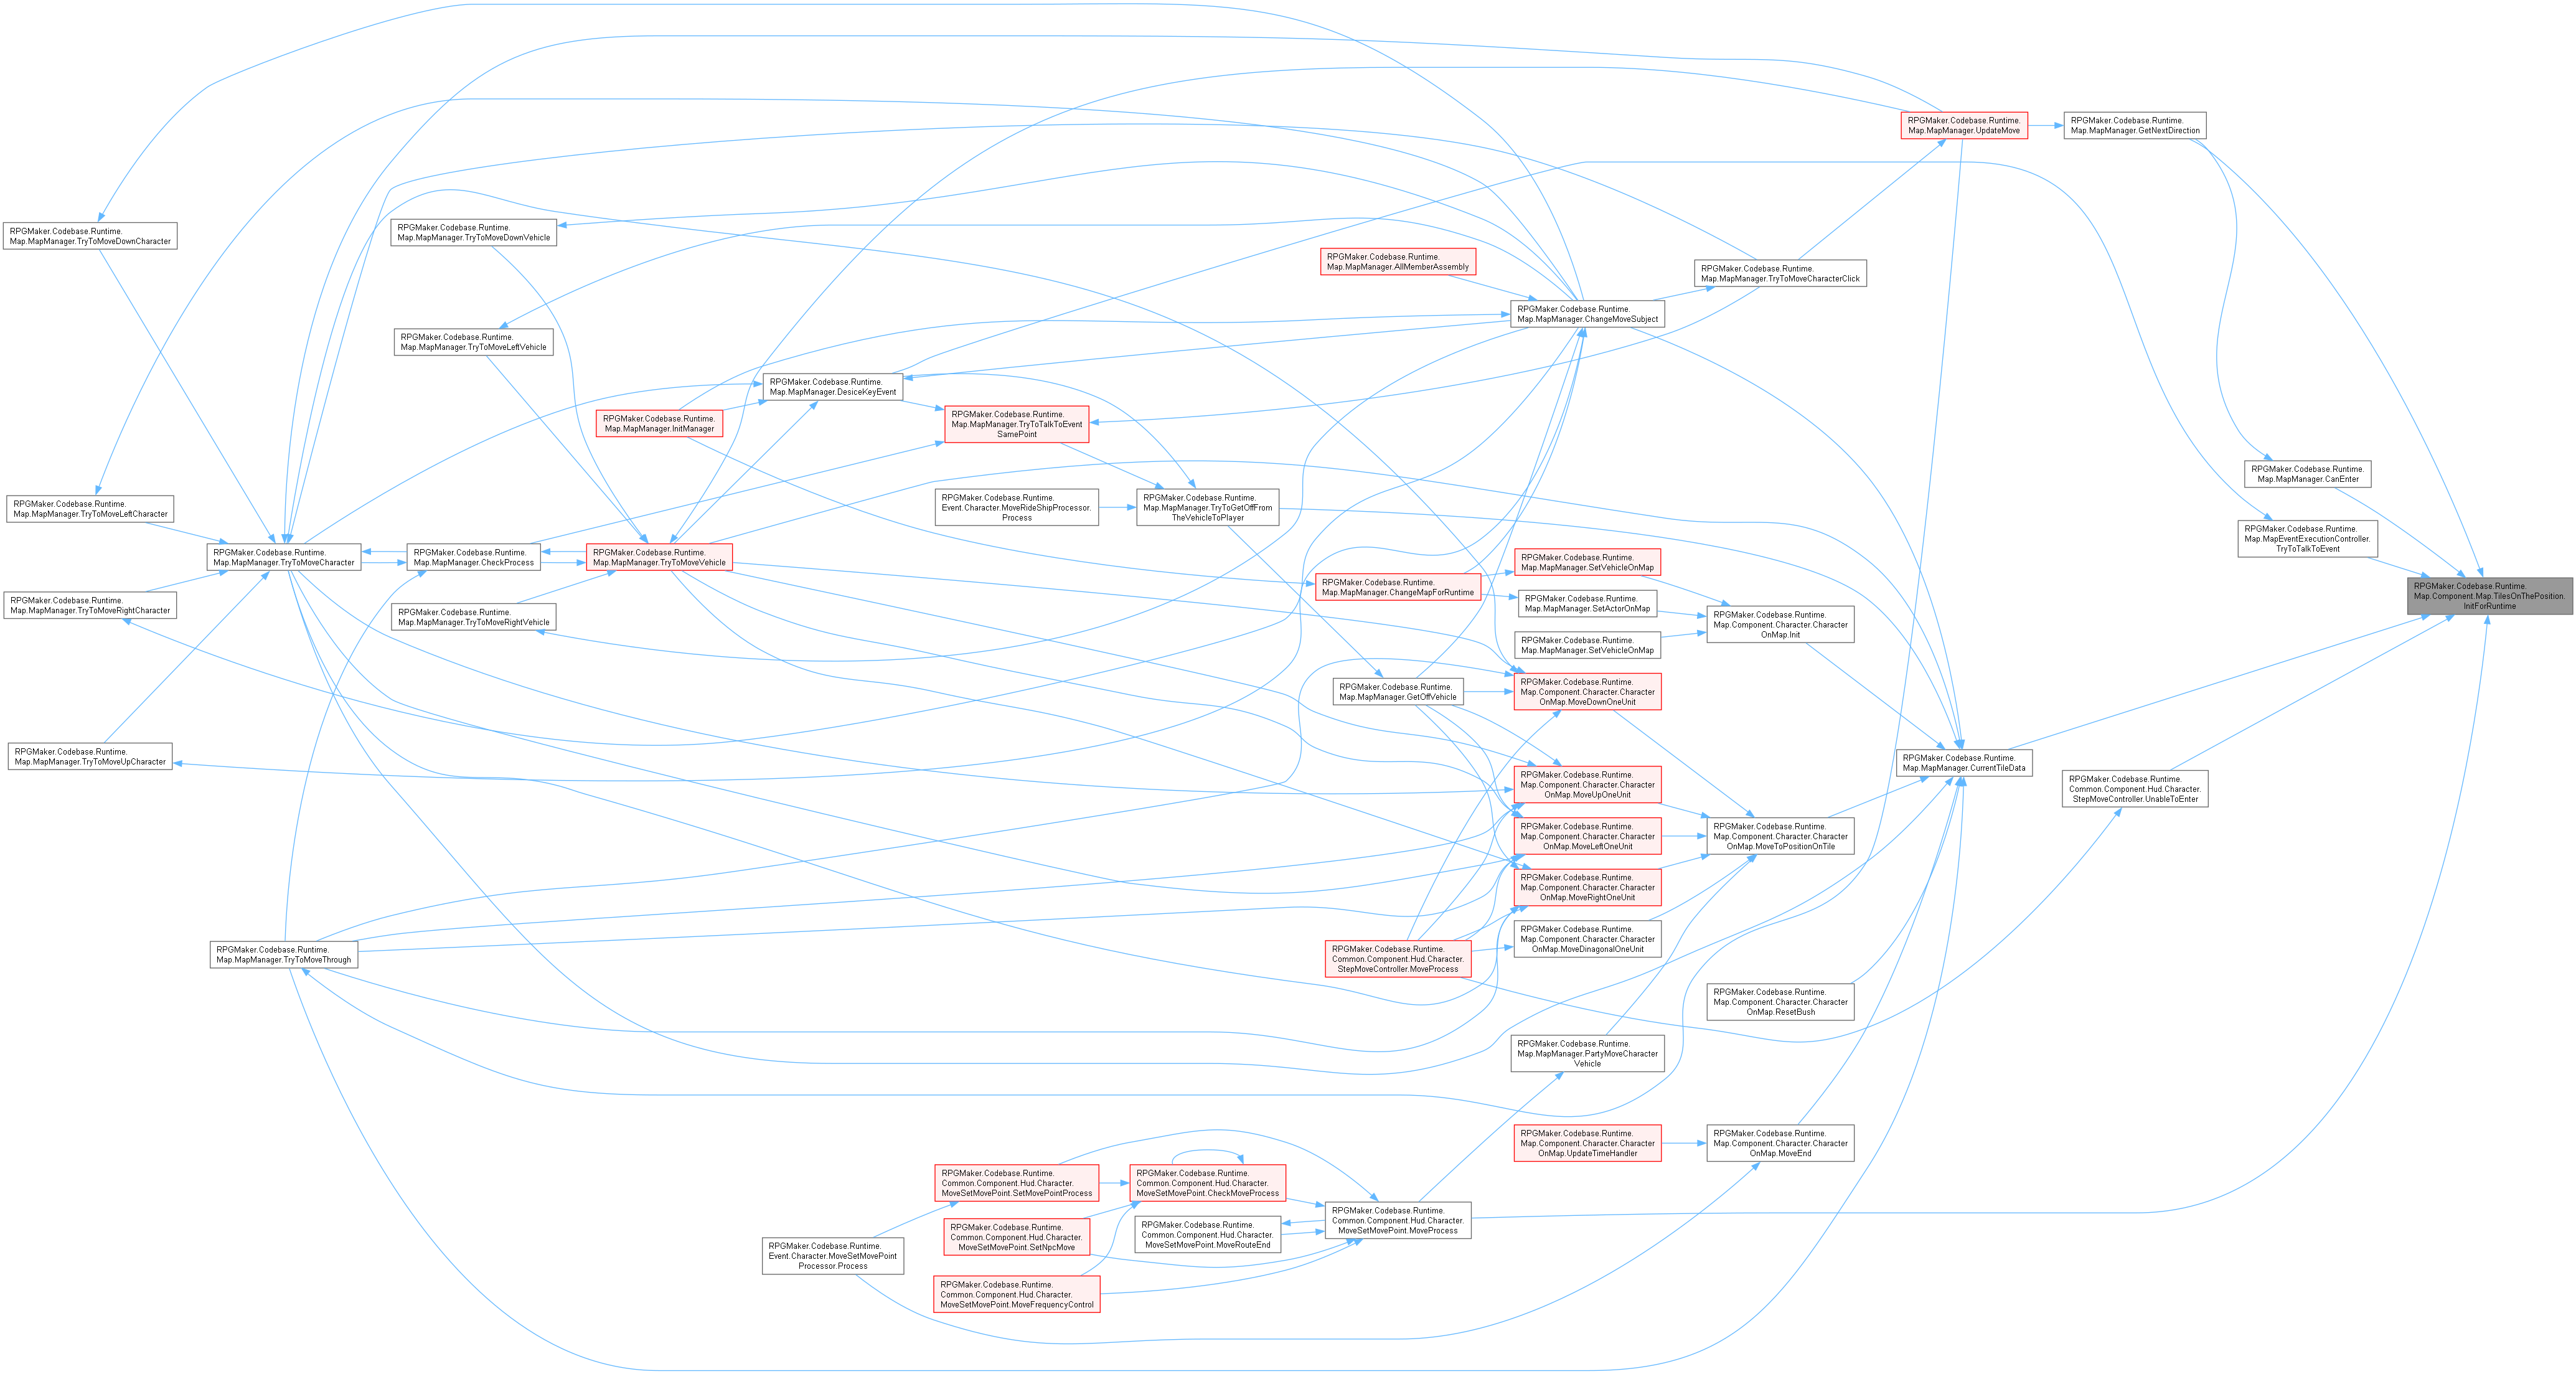 RPGMaker.Codebase.Runtime.
Map.MapManager.UpdateMove
RPGMaker.Codebase.Runtime.
Map.MapManager.GetNextDirection
RPGMaker.Codebase.Runtime.
Map.MapManager.TryToMoveDownCharacter
RPGMaker.Codebase.Runtime.
Map.MapManager.TryToMoveDownVehicle
RPGMaker.Codebase.Runtime.
Map.MapManager.AllMemberAssembly
RPGMaker.Codebase.Runtime.
Map.MapManager.TryToMoveCharacterClick
RPGMaker.Codebase.Runtime.
Map.MapManager.ChangeMoveSubject
RPGMaker.Codebase.Runtime.
Map.MapManager.TryToMoveLeftVehicle
RPGMaker.Codebase.Runtime.
Map.MapManager.DesiceKeyEvent
RPGMaker.Codebase.Runtime.
Map.MapManager.InitManager
RPGMaker.Codebase.Runtime.
Map.MapManager.TryToTalkToEvent
SamePoint
RPGMaker.Codebase.Runtime.
Map.MapManager.CanEnter
RPGMaker.Codebase.Runtime.
Map.MapManager.TryToMoveLeftCharacter
RPGMaker.Codebase.Runtime.
Event.Character.MoveRideShipProcessor.
Process
RPGMaker.Codebase.Runtime.
Map.MapManager.TryToGetOffFrom
TheVehicleToPlayer
RPGMaker.Codebase.Runtime.
Map.MapEventExecutionController.
TryToTalkToEvent
RPGMaker.Codebase.Runtime.
Map.MapManager.TryToMoveCharacter
RPGMaker.Codebase.Runtime.
Map.MapManager.CheckProcess
RPGMaker.Codebase.Runtime.
Map.MapManager.TryToMoveVehicle
RPGMaker.Codebase.Runtime.
Map.MapManager.SetVehicleOnMap
RPGMaker.Codebase.Runtime.
Map.MapManager.ChangeMapForRuntime
RPGMaker.Codebase.Runtime.
Map.Component.Map.TilesOnThePosition.
InitForRuntime
RPGMaker.Codebase.Runtime.
Map.MapManager.TryToMoveRightCharacter
RPGMaker.Codebase.Runtime.
Map.MapManager.TryToMoveRightVehicle
RPGMaker.Codebase.Runtime.
Map.MapManager.SetActorOnMap
RPGMaker.Codebase.Runtime.
Map.Component.Character.Character
OnMap.Init
RPGMaker.Codebase.Runtime.
Map.MapManager.SetVehicleOnMap
RPGMaker.Codebase.Runtime.
Map.MapManager.GetOffVehicle
RPGMaker.Codebase.Runtime.
Map.Component.Character.Character
OnMap.MoveDownOneUnit
RPGMaker.Codebase.Runtime.
Map.MapManager.TryToMoveUpCharacter
RPGMaker.Codebase.Runtime.
Map.MapManager.CurrentTileData
RPGMaker.Codebase.Runtime.
Map.Component.Character.Character
OnMap.MoveUpOneUnit
RPGMaker.Codebase.Runtime.
Common.Component.Hud.Character.
StepMoveController.UnableToEnter
RPGMaker.Codebase.Runtime.
Map.Component.Character.Character
OnMap.MoveLeftOneUnit
RPGMaker.Codebase.Runtime.
Map.Component.Character.Character
OnMap.MoveToPositionOnTile
RPGMaker.Codebase.Runtime.
Map.Component.Character.Character
OnMap.MoveRightOneUnit
RPGMaker.Codebase.Runtime.
Map.MapManager.TryToMoveThrough
RPGMaker.Codebase.Runtime.
Common.Component.Hud.Character.
StepMoveController.MoveProcess
RPGMaker.Codebase.Runtime.
Map.Component.Character.Character
OnMap.MoveDinagonalOneUnit
RPGMaker.Codebase.Runtime.
Map.Component.Character.Character
OnMap.ResetBush
RPGMaker.Codebase.Runtime.
Map.MapManager.PartyMoveCharacter
Vehicle
RPGMaker.Codebase.Runtime.
Map.Component.Character.Character
OnMap.UpdateTimeHandler
RPGMaker.Codebase.Runtime.
Map.Component.Character.Character
OnMap.MoveEnd
RPGMaker.Codebase.Runtime.
Common.Component.Hud.Character.
MoveSetMovePoint.SetMovePointProcess
RPGMaker.Codebase.Runtime.
Common.Component.Hud.Character.
MoveSetMovePoint.CheckMoveProcess
RPGMaker.Codebase.Runtime.
Common.Component.Hud.Character.
MoveSetMovePoint.MoveProcess
RPGMaker.Codebase.Runtime.
Common.Component.Hud.Character.
MoveSetMovePoint.SetNpcMove
RPGMaker.Codebase.Runtime.
Common.Component.Hud.Character.
MoveSetMovePoint.MoveRouteEnd
RPGMaker.Codebase.Runtime.
Event.Character.MoveSetMovePoint
Processor.Process
RPGMaker.Codebase.Runtime.
Common.Component.Hud.Character.
MoveSetMovePoint.MoveFrequencyControl